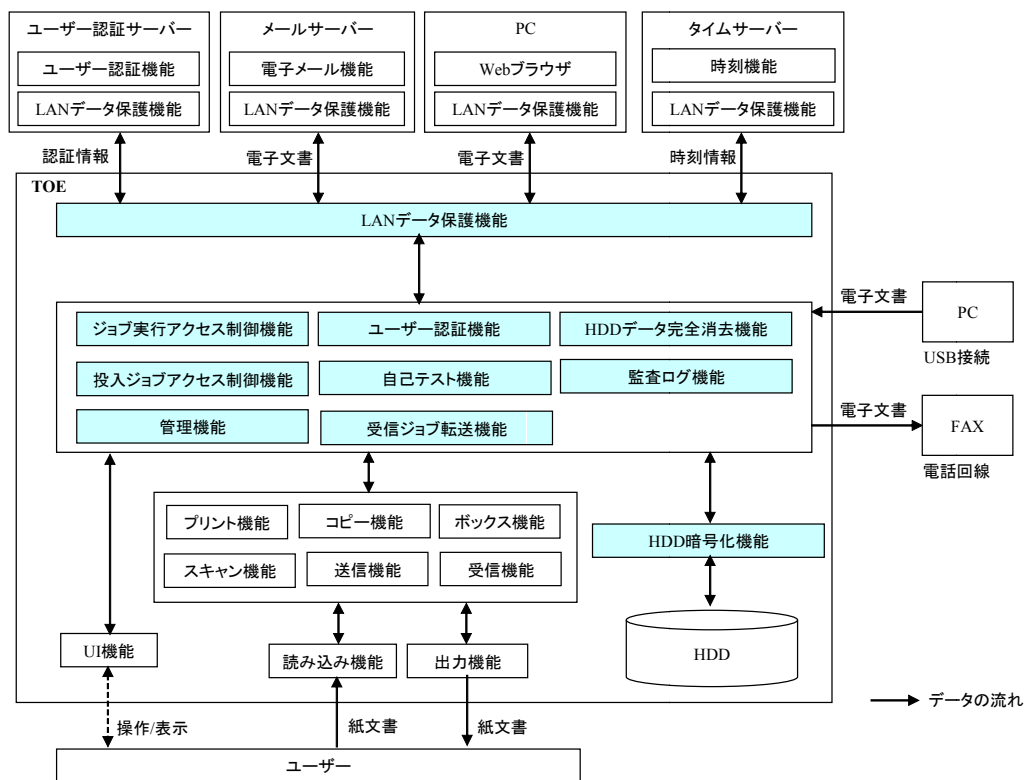 ユーザー認証サーバー
メールサーバー
PC
タイムサーバー
ユーザー認証機能
電子メール機能
Webブラウザ
時刻機能
LANデータ保護機能
LANデータ保護機能
LANデータ保護機能
LANデータ保護機能
認証情報
電子文書
電子文書
時刻情報
TOE
LANデータ保護機能
ジョブ実行アクセス制御機能
ユーザー認証機能
HDDデータ完全消去機能
投入ジョブアクセス制御機能
自己テスト機能
監査ログ機能
管理機能
受信ジョブ転送機能
電子文書
PC
USB接続
電子文書
FAX
電話回線
プリント機能
コピー機能
ボックス機能
スキャン機能
送信機能
受信機能
HDD暗号化機能
HDD
UI機能
読み込み機能
出力機能
データの流れ
操作/表示
紙文書
紙文書
ユーザー